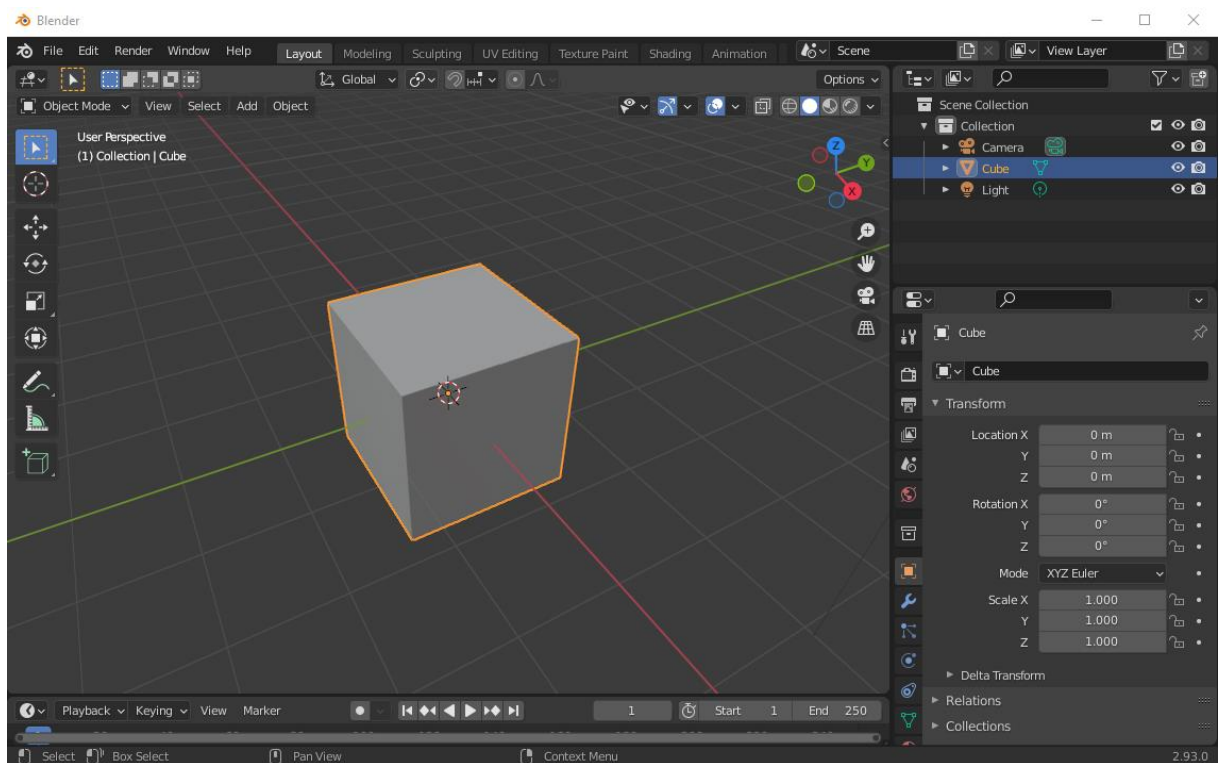 Blender
File Edit Render Window Help Layout Modeling Sculpting UV Editing Texture Paint Shading Animation Scene View Layer
Global Options
Object Mode View Select Add Object
User Perspective
(1) Collection | Cube
Z
Y
X
Scene Collection
Collection
Camera
Cube
Light
Cube
Cube
Transform
Location X 0 m
Y 0 m
Z 0 m
Rotation X 0°
Y 0°
Z 0°
Mode XYZ Euler
Scale X 1.000
Y 1.000
Z 1.000
Delta Transform
Relations
Collections
Playback Keying View Marker 1 Start 1 End 250
Select Box Select Pan View Context Menu 2.93.0